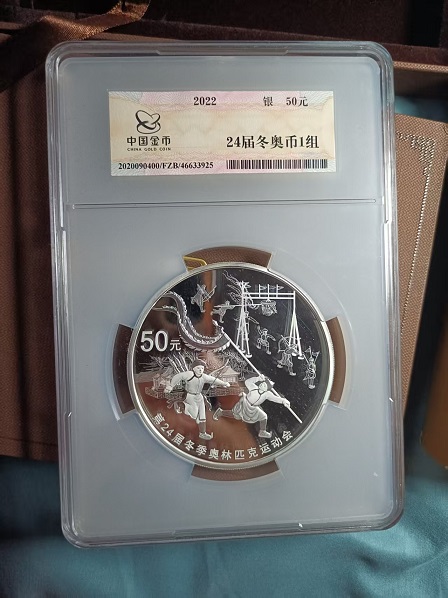 2022 银 50元
中国金币
CHINA GOLD COIN
24届冬奥币1组
2020090400/FZB/46633925
50元
第24届冬季奥林匹克运动会